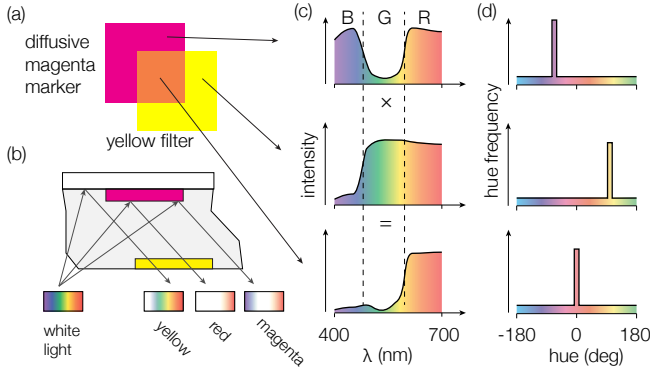 (a)
diffusive
magenta
marker
yellow filter
(b)
white
light
yellow
red
magenta
(c)
B G R
×
=
intensity
400 700
λ (nm)
(d)
hue frequency
-180 0 180
hue (deg)